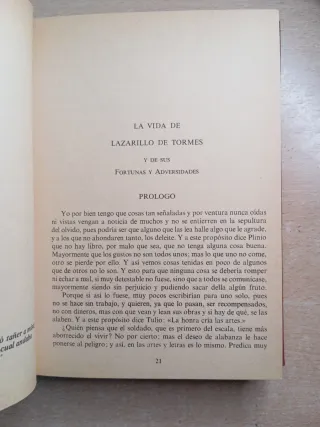 LA VIDA DE
LAZARILLO DE TORMES
Y DE SUS
FORTUNAS Y ADVERSIDADES
PROLOGO
Yo por bien tengo que cosas tan señaladas y por ventura nunca oídas
ni vistas vengan a noticia de muchos y no se entierren en la sepultura
del olvido, pues podría ser que alguno que las lea halle algo que le agrade,
y a los que no ahondaren tanto, los deleite. Y a este propósito dice Plinio
que no hay libro, por malo que sea, que no tenga alguna cosa buena.
Mayormente que los gustos no son todos unos; mas lo que uno no come,
otro se pierde por ello. Y así vemos cosas tenidas en poco de algunos
que de otros no lo son. Y esto para que ninguna cosa se debería romper
ni echar a mal, si muy detestable no fuese, sino que a todos se comunicase;
mayormente siendo sin perjuicio y pudiendo sacar della algún fruto.
Porque si así no fuese, muy pocos escribirían para uno solo, pues
no se hace sin trabajo, y quieren, ya que lo pasan, ser recompensados,
no con dineros, mas con que vean y lean sus obras y si hay de qué, se las
alaben. Y a este propósito dice Tulio: «La honra cría las artes.»
¿Quién piensa que el soldado, que es primero del escala, tiene más
aborrecido el vivir? No por cierto; mas el deseo de alabanza le hace
ponerse al peligro; y así, en las artes y letras es lo mismo. Predica muy
21
ó tañer a misa
cual andaba